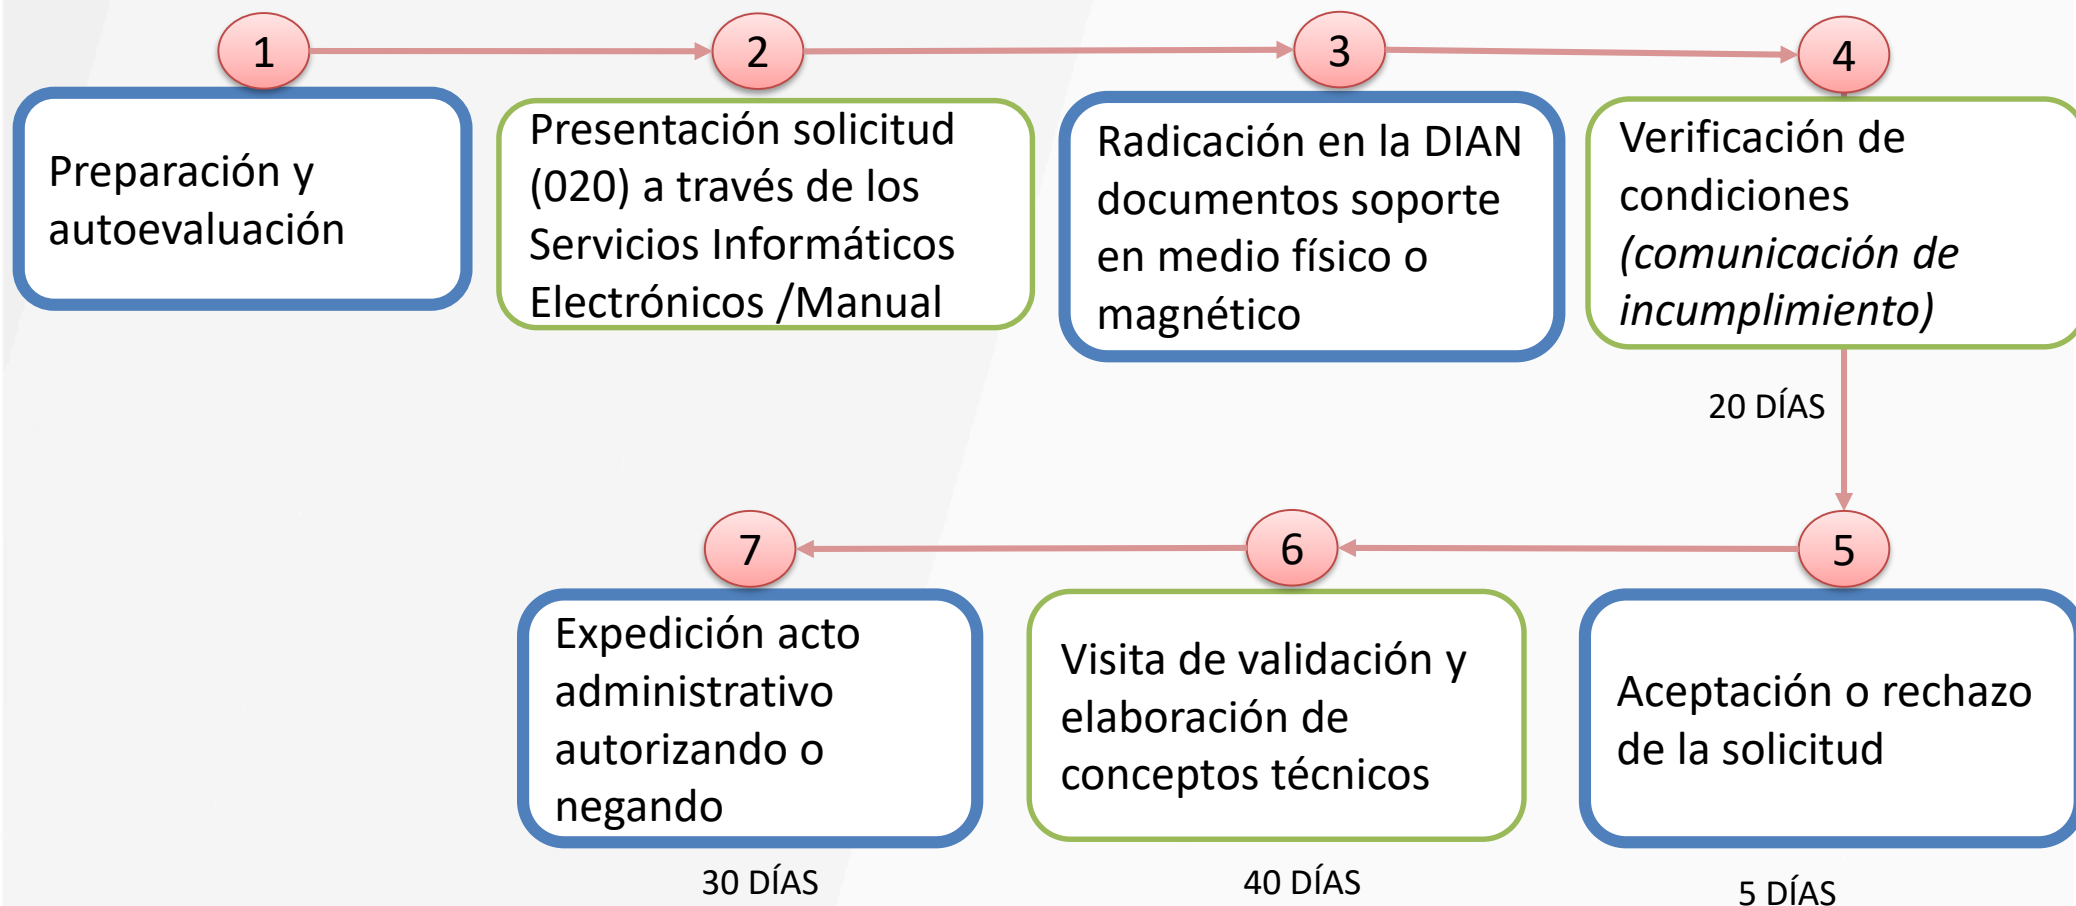 1
Preparación y
autoevaluación
2
Presentación solicitud
(020) a través de los
Servicios Informáticos
Electrónicos /Manual
3
Radicación en la DIAN
documentos soporte
en medio físico o
magnético
4
Verificación de
condiciones
(comunicación de
incumplimiento)
20 DÍAS
5
Aceptación o rechazo
de la solicitud
5 DÍAS
6
Visita de validación y
elaboración de
conceptos técnicos
40 DÍAS
7
Expedición acto
administrativo
autorizando o
negando
30 DÍAS